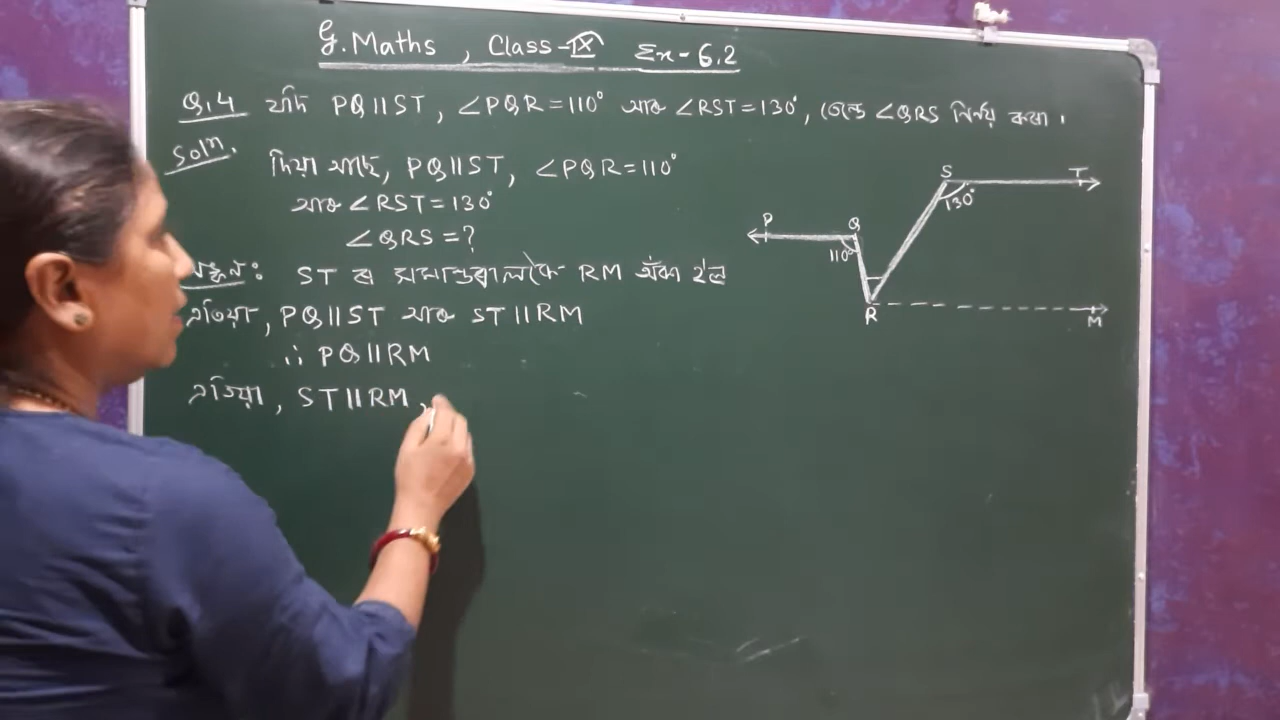 G. Maths , Class-IX Ex-6.2
Q.4 যদি PQ||ST, ∠PQR=110° আৰু ∠RST=130°, তেন্তে ∠QRS নিৰ্ণয় কৰা।
Solⁿ. দিয়া আছে, PQ||ST, ∠PQR=110°
আৰু ∠RST=130°
∠QRS=?
অংকন: ST ৰ সমান্তৰালকৈ RM অঁকা হ'ল
এতিয়া, PQ||ST আৰু ST||RM
∴ PQ||RM
এতিয়া, ST||RM,
S
T
130°
P
Q
110°
R
M